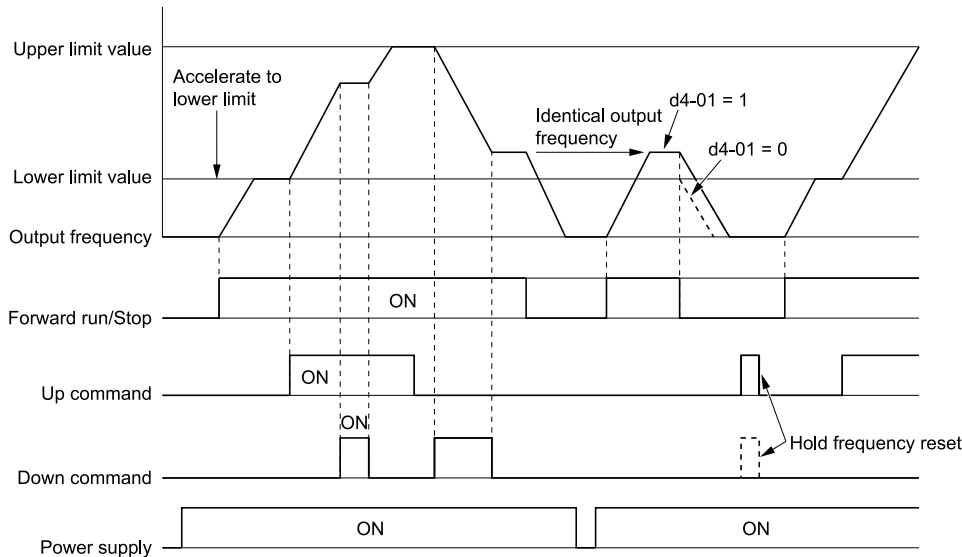 Upper limit value
Accelerate to
lower limit
Identical output
frequency
d4-01 = 1
d4-01 = 0
Lower limit value
Output frequency
ON
Forward run/Stop
ON
Up command
ON
Hold frequency reset
Down command
ON
ON
Power supply